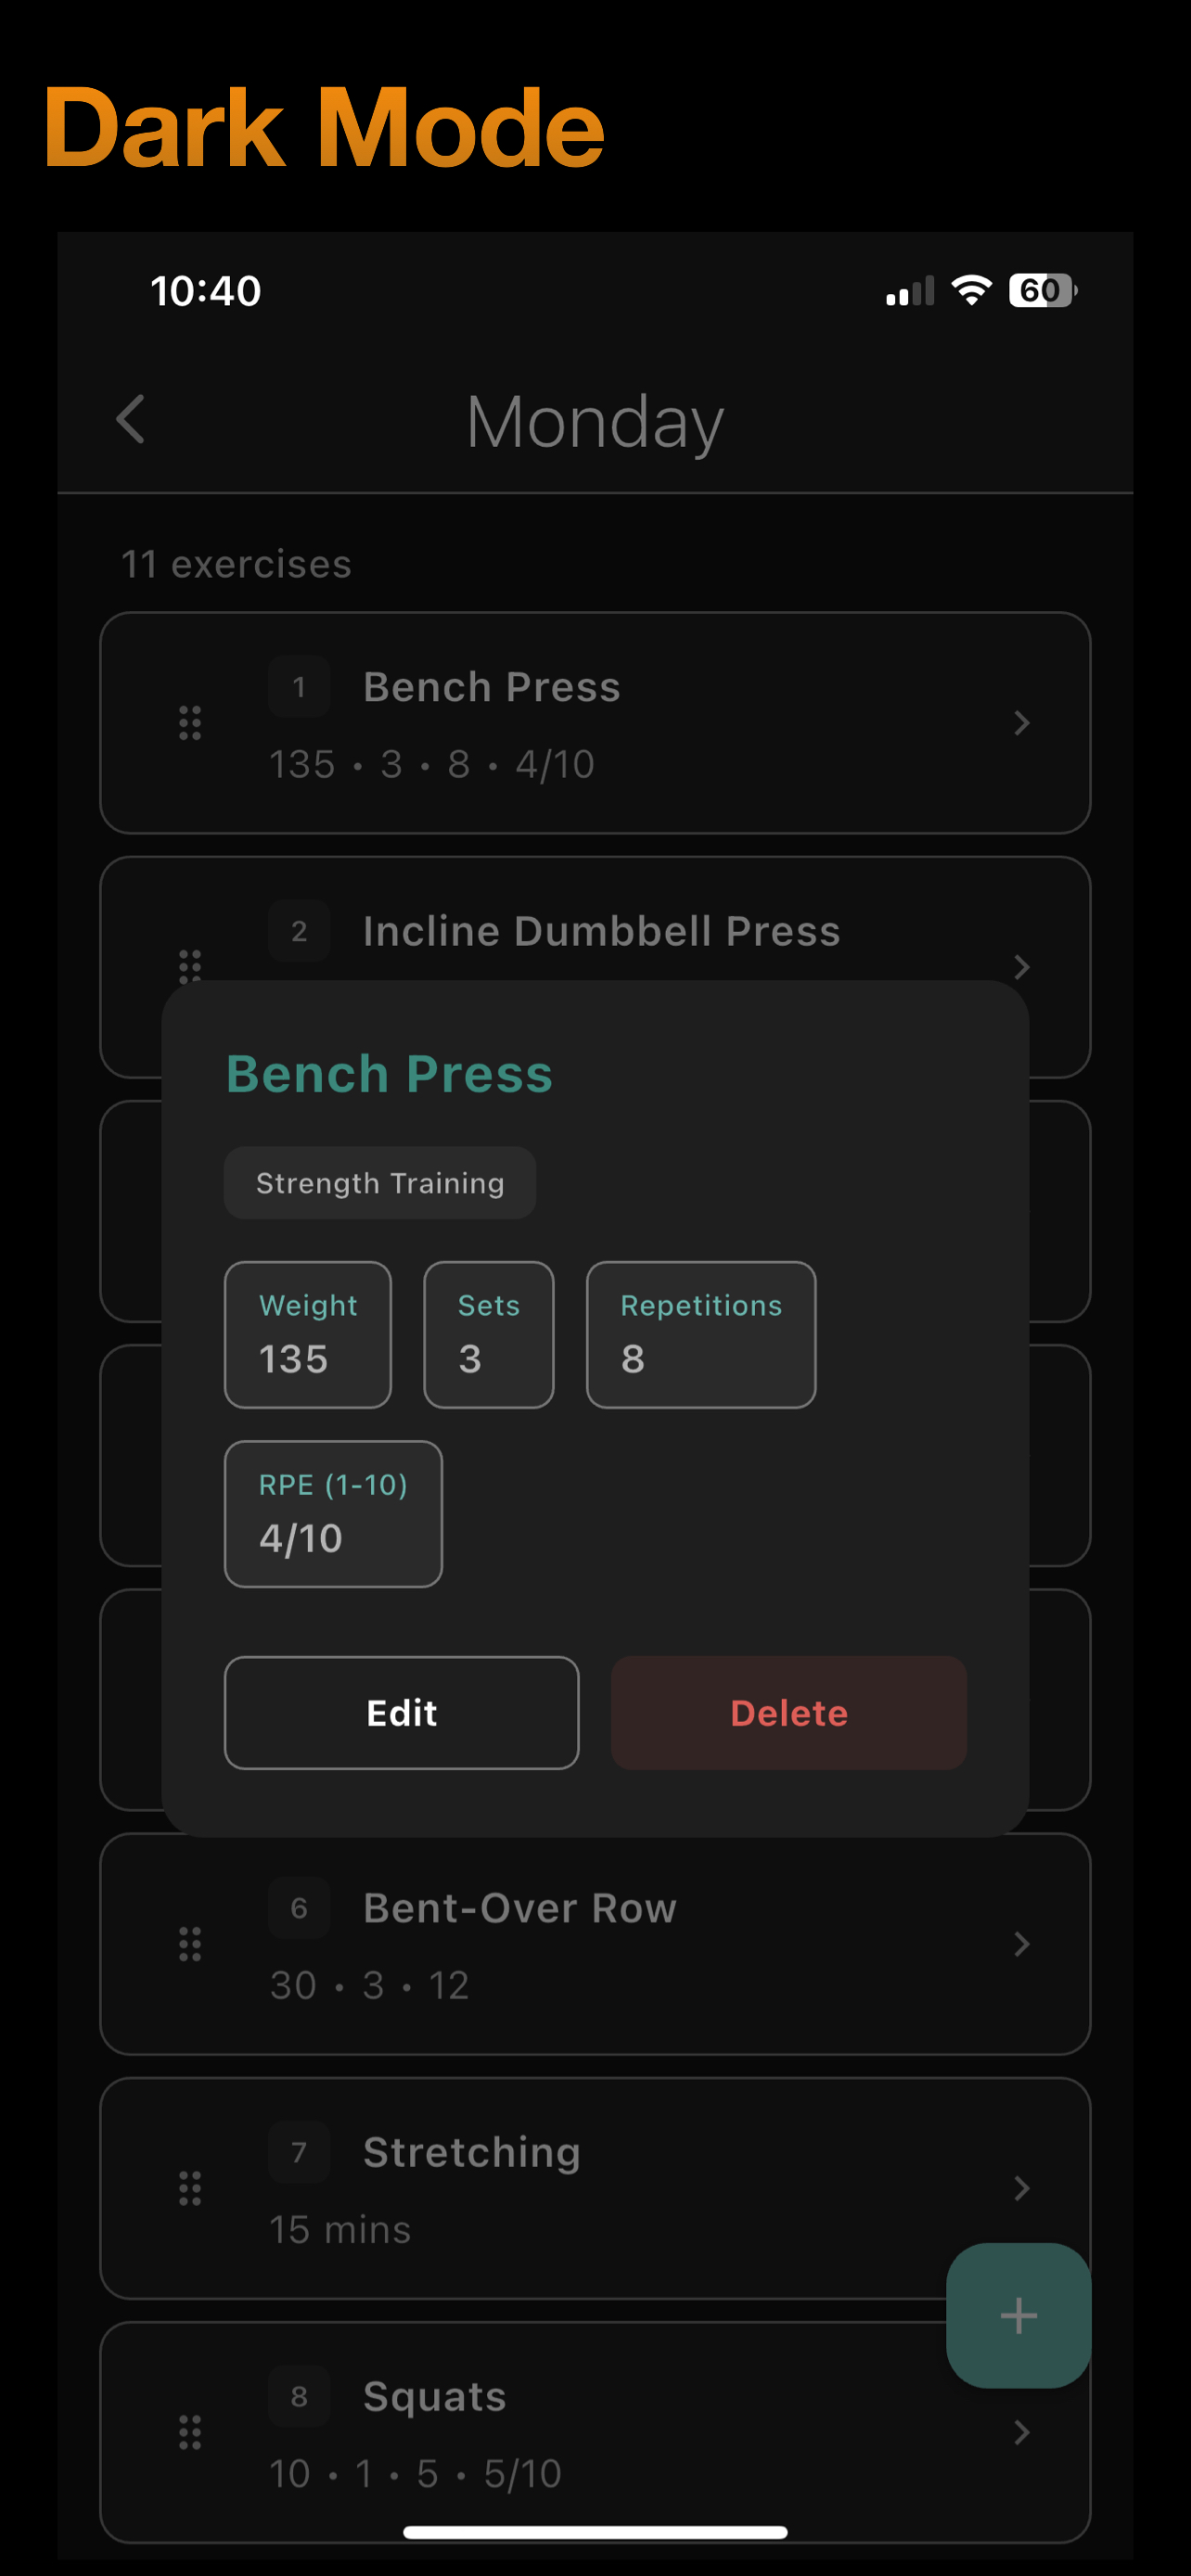 Dark Mode
10:40
60
Monday
11 exercises
1 Bench Press
135 • 3 • 8 • 4/10
2 Incline Dumbbell Press
Bench Press
Strength Training
Weight Sets Repetitions
135 3 8
RPE (1-10)
4/10
Edit Delete
6 Bent-Over Row
30 • 3 • 12
7 Stretching
15 mins
+
8 Squats
10 • 1 • 5 • 5/10